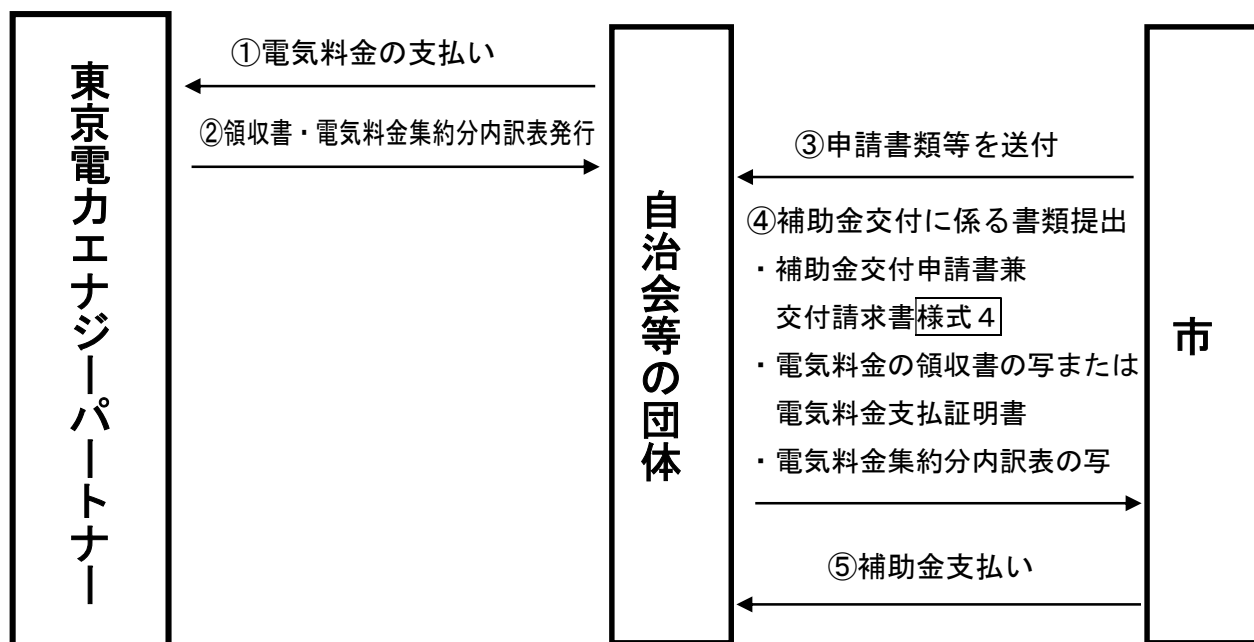 東京電力エナジーパートナー
①電気料金の支払い
②領収書・電気料金集約分内訳表発行
自治会等の団体
③申請書類等を送付
④補助金交付に係る書類提出
・補助金交付申請書兼
交付請求書様式４
・電気料金の領収書の写または
電気料金支払証明書
・電気料金集約分内訳表の写
⑤補助金支払い
市